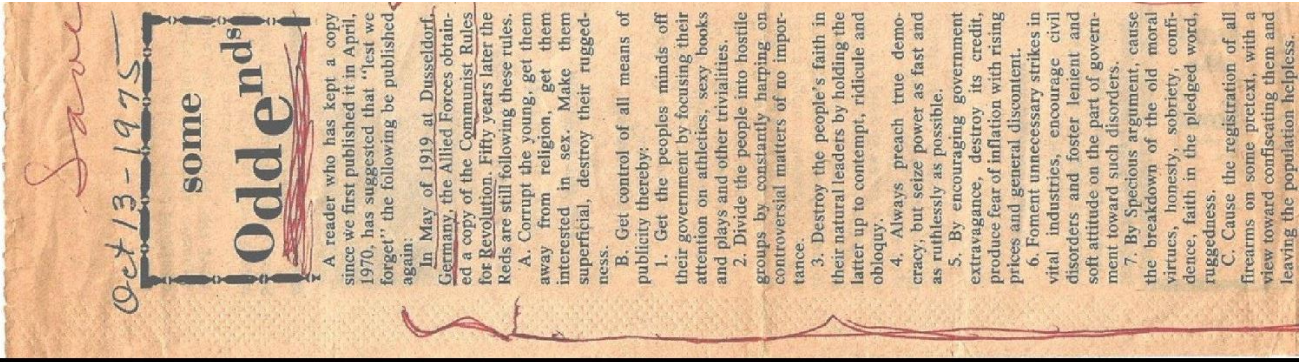 Save
Oct 13-1975
some
Odd ends
A reader who has kept a copy
since we first published it in April,
1970, has suggested that "lest we
forget" the following be published
again:
In May of 1919 at Dusseldorf,
Germany, the Allied Forces obtain-
ed a copy of the Communist Rules
for Revolution. Fifty years later the
Reds are still following these rules.
A. Corrupt the young, get them
away from religion, get them
interested in sex. Make them
superficial, destroy their rugged-
ness.
B. Get control of all means of
publicity thereby:
1. Get the peoples minds off
their government by focusing their
attention on athletics, sexy books
and plays and other trivialities.
2. Divide the people into hostile
groups by constantly harping on
controversial matters of no impor-
tance.
3. Destroy the people's faith in
their natural leaders by holding the
latter up to contempt, ridicule and
obloquy.
4. Always preach true demo-
cracy, but seize power as fast and
as ruthlessly as possible.
5. By encouraging government
extravagance, destroy its credit,
produce fear of inflation with rising
prices and general discontent.
6. Foment unnecessary strikes in
vital industries, encourage civil
disorders and foster lenient and
soft attitude on the part of govern-
ment toward such disorders.
7. By Specious argument, cause
the breakdown of the old moral
virtues, honesty, sobriety, confi-
dence, faith in the pledged word,
ruggedness.
C. Cause the registration of all
firearms on some pretext, with a
view toward confiscating them and
leaving the population helpless.